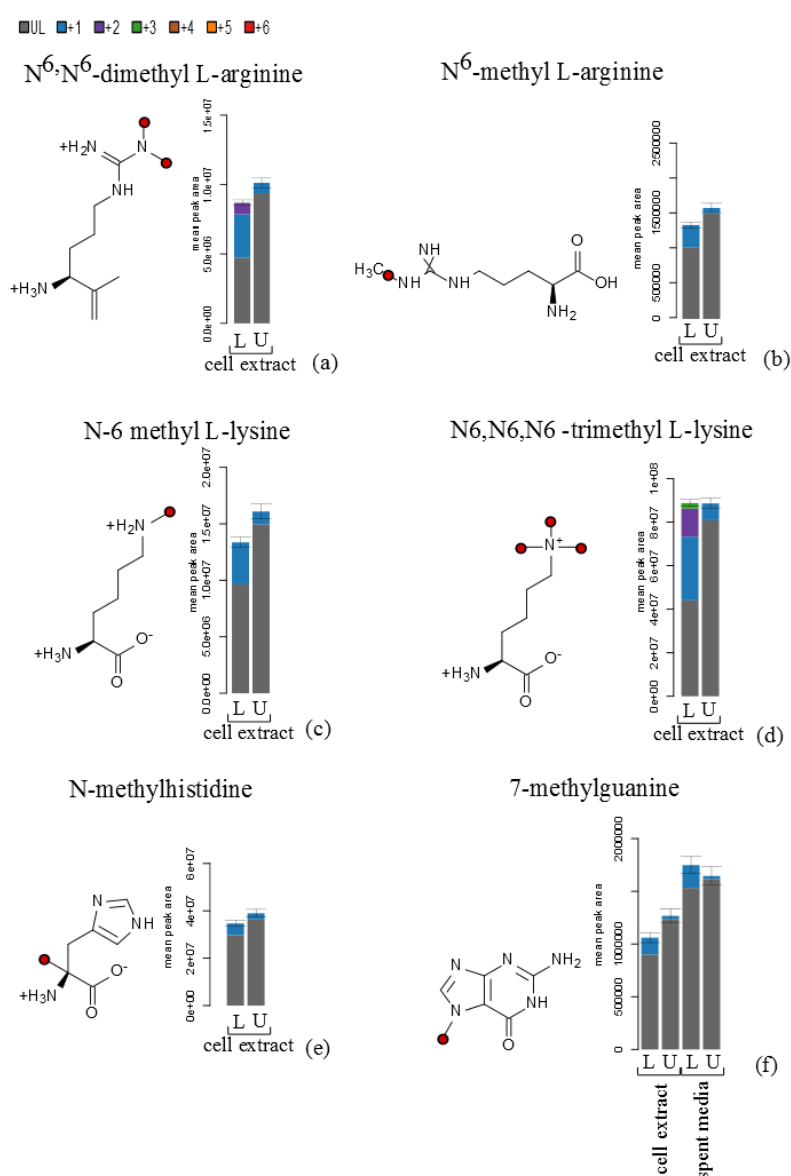 UL +1 +2 +3 +4 +5 +6
N6,N6-dimethyl L-arginine
N6-methyl L-arginine
+H2N
N
NH
+H3N
mean peak area
0.0e+00 5.0e+06 1.0e+07 1.5e+07
L U
cell extract (a)
H3C
NH
NH
NH
O
OH
NH2
mean peak area
0 500000 1500000 2500000
L U
cell extract (b)
N-6 methyl L-lysine
N6,N6,N6 -trimethyl L-lysine
+H2N
+H3N
O-
O
mean peak area
0.0e+00 5.0e+06 1.0e+07 1.5e+07 2.0e+07
L U
cell extract (c)
N+
+H3N
O-
O
mean peak area
0e+00 2e+07 4e+07 6e+07 8e+07 1e+08
L U
cell extract (d)
N-methylhistidine
7-methylguanine
N
NH
O-
+H3N
O
mean peak area
0e+00 2e+07 4e+07 6e+07
L U
cell extract (e)
N
N
NH2
N
NH
O
mean peak area
0 500000 1000000 2000000
L U L U
cell extract
spent media
(f)